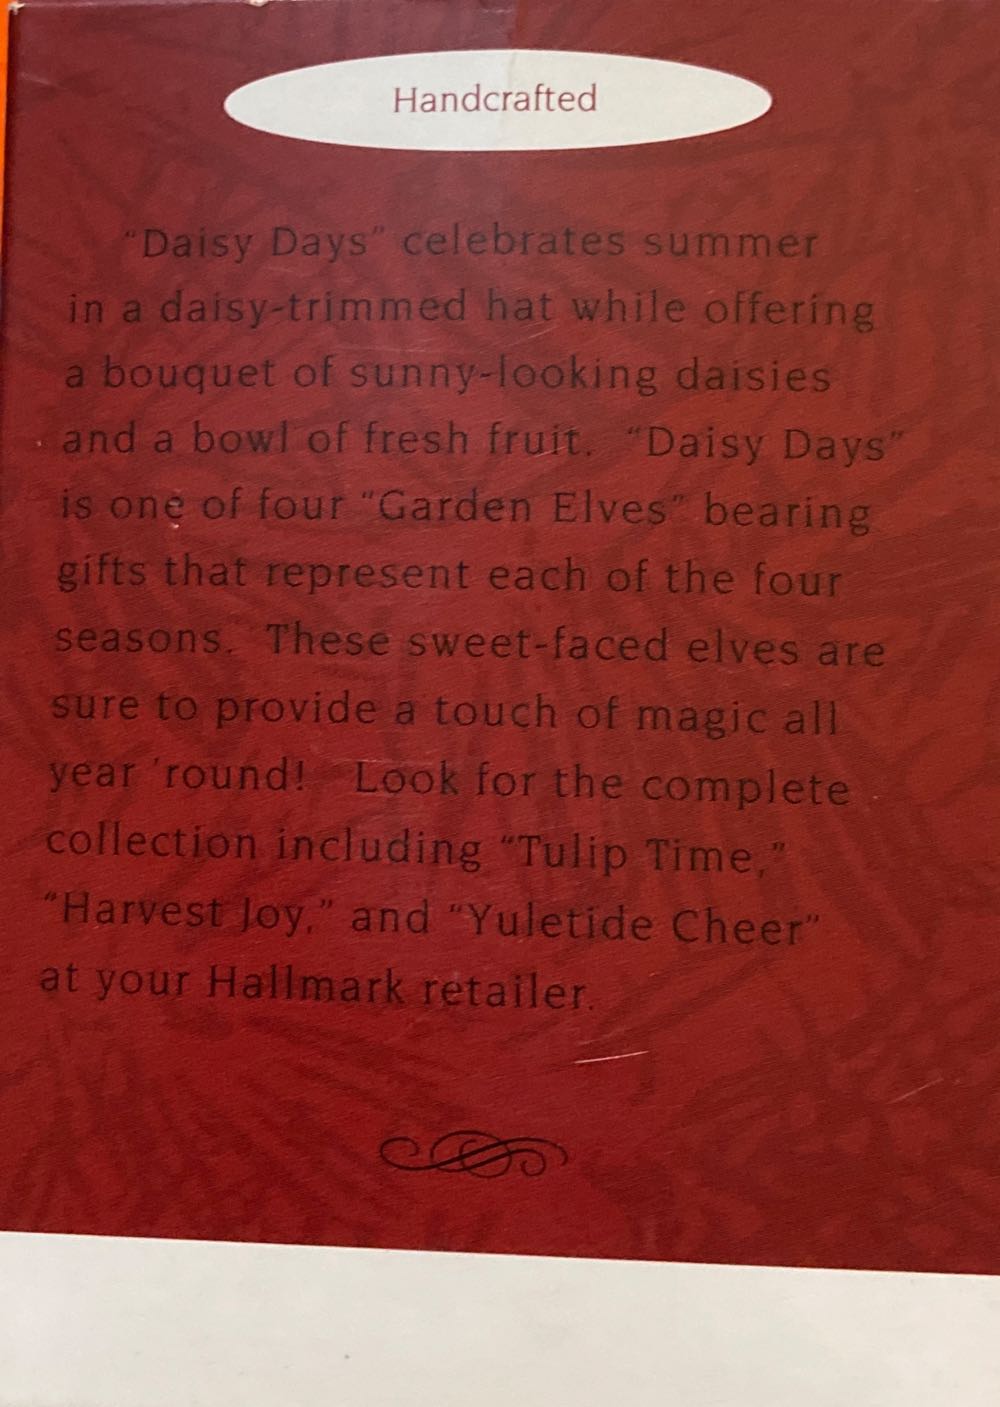 Handcrafted
“Daisy Days” celebrates summer
in a daisy-trimmed hat while offering
a bouquet of sunny-looking daisies
and a bowl of fresh fruit. “Daisy Days”
is one of four “Garden Elves” bearing
gifts that represent each of the four
seasons. These sweet-faced elves are
sure to provide a touch of magic all
year ’round! Look for the complete
collection including “Tulip Time,”
“Harvest Joy,” and “Yuletide Cheer”
at your Hallmark retailer.